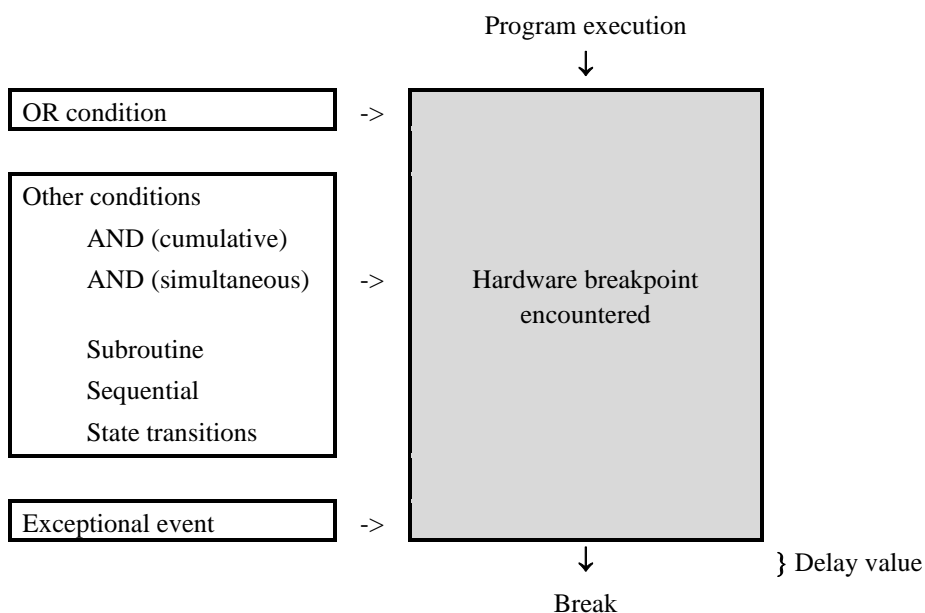 Program execution
↓
OR condition ->
Other conditions
AND (cumulative)
AND (simultaneous) -> Hardware breakpoint
encountered
Subroutine
Sequential
State transitions
Exceptional event ->
↓ } Delay value
Break